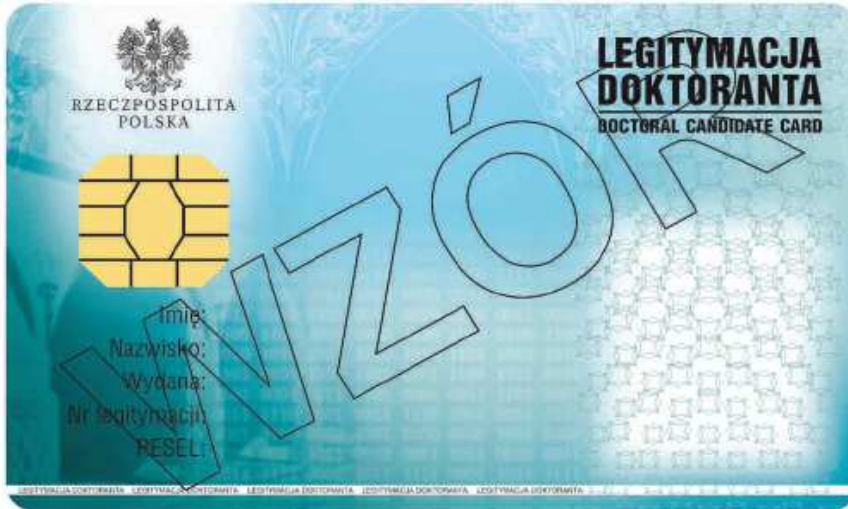 RZECZPOSPOLITA
POLSKA
LEGITYMACJA
DOKTORANTA
DOCTORAL CANDIDATE CARD
WZÓR
Imię:
Nazwisko:
Wydana:
Nr legitymacji:
PESEL:
LEGITYMACJA DOKTORANTA LEGITYMACJA DOKTORANTA LEGITYMACJA DOKTORANTA LEGITYMACJA DOKTORANTA LEGITYMACJA DOKTORANTA